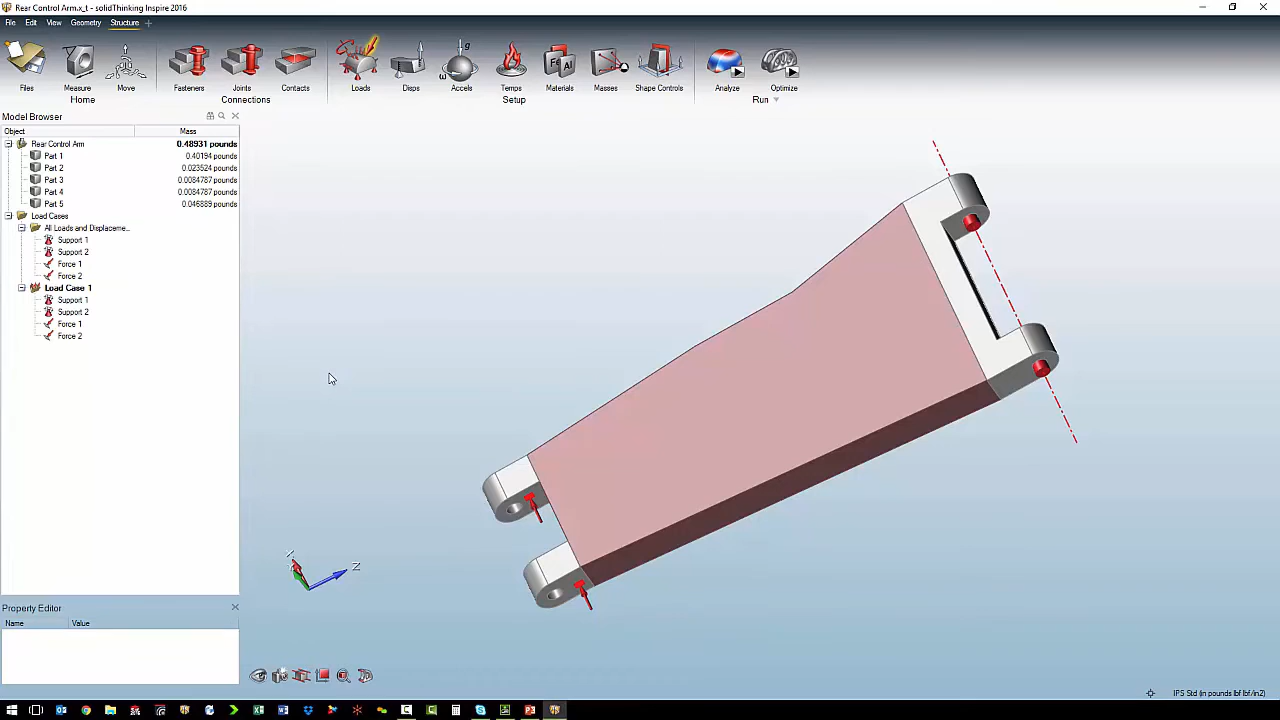 Rear Control Arm.x_t - solidThinking Inspire 2016
File Edit View Geometry Structure
Files Measure Move Fasteners Joints Contacts Loads Disps Accels Temps Materials Masses Shape Controls Analyze Optimize
Home Connections Setup Run
Model Browser
Object Mass
Rear Control Arm 0.48931 pounds
Part 1 0.40194 pounds
Part 2 0.023524 pounds
Part 3 0.0084787 pounds
Part 4 0.0084787 pounds
Part 5 0.046889 pounds
Load Cases
All Loads and Displaceme...
Support 1
Support 2
Force 1
Force 2
Load Case 1
Support 1
Support 2
Force 1
Force 2
X
Z
Property Editor
Name Value
IPS Std (in pounds lbf lbf/in2)